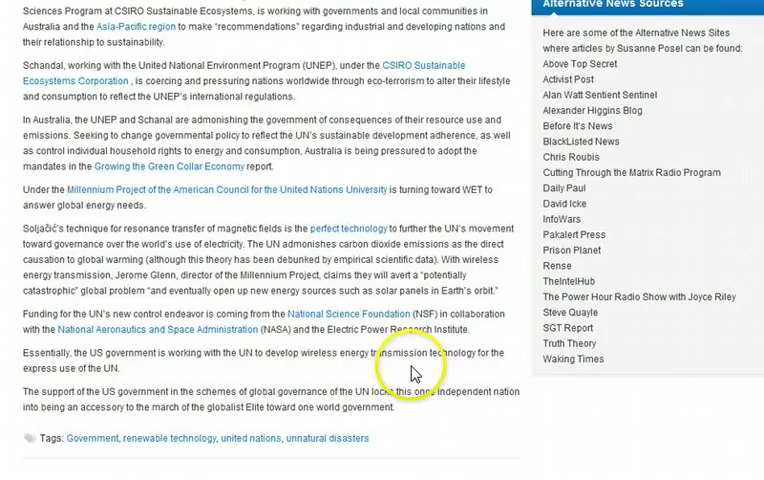 Sciences Program at CSIRO Sustainable Ecosystems, is working with governments and local communities in
Australia and the Asia-Pacific region to make “recommendations” regarding industrial and developing nations and
their relationship to sustainability.
Schandal, working with the United National Environment Program (UNEP), under the CSIRO Sustainable
Ecosystems Corporation , is coercing and pressuring nations worldwide through eco-terrorism to alter their lifestyle
and consumption to reflect the UNEP's international regulations.
In Australia, the UNEP and Schanal are admonishing the government of consequences of their resource use and
emissions. Seeking to change governmental policy to reflect the UN's sustainable development adherence, as well
as control individual household rights to energy and consumption, Australia is being pressured to adopt the
mandates in the Growing the Green Collar Economy report.
Under the Millennium Project of the American Council for the United Nations University is turning toward WET to
answer global energy needs.
Soljačić's technique for resonance transfer of magnetic fields is the perfect technology to further the UN's movement
toward governance over the world's use of electricity. The UN admonishes carbon dioxide emissions as the direct
causation to global warming (although this theory has been debunked by empirical scientific data). With wireless
energy transmission, Jerome Glenn, director of the Millennium Project, claims they will avert a “potentially
catastrophic” global problem “and eventually open up new energy sources such as solar panels in Earth's orbit.”
Funding for the UN's new control endeavor is coming from the National Science Foundation (NSF) in collaboration
with the National Aeronautics and Space Administration (NASA) and the Electric Power Research Institute.
Essentially, the US government is working with the UN to develop wireless energy transmission technology for the
express use of the UN.
The support of the US government in the schemes of global governance of the UN locks this once independent nation
into being an accessory to the march of the globalist Elite toward one world government.
Tags: Government, renewable technology, united nations, unnatural disasters
Alternative News Sources
Here are some of the Alternative News Sites
where articles by Susanne Posel can be found:
Above Top Secret
Activist Post
Alan Watt Sentient Sentinel
Alexander Higgins Blog
Before It's News
BlackListed News
Chris Roubis
Cutting Through the Matrix Radio Program
Daily Paul
David Icke
InfoWars
Pakalert Press
Prison Planet
Rense
TheIntelHub
The Power Hour Radio Show with Joyce Riley
Steve Quayle
SGT Report
Truth Theory
Waking Times